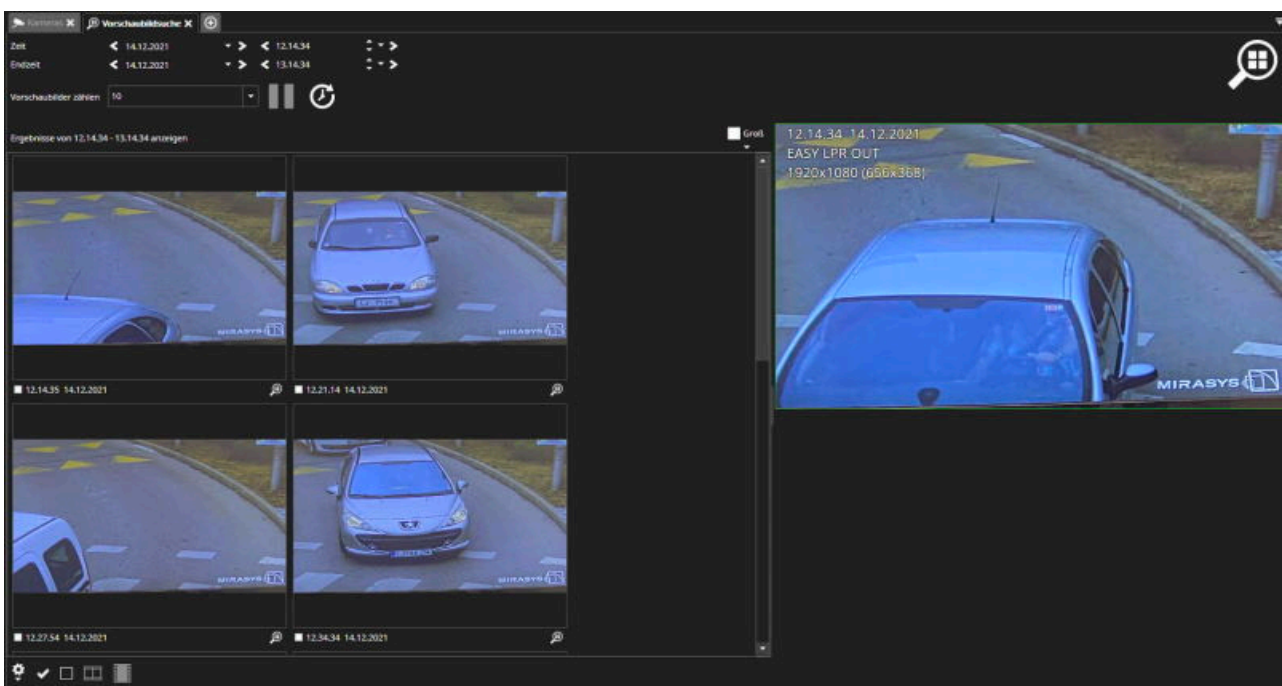 Kameras Vorschaubildsuche
Zeit 14.12.2021 12.14.34
Endzeit 14.12.2021 13.14.34
Vorschaubilder zählen 10
Ergebnisse von 12.14.34 - 13.14.34 anzeigen Groß
12.14.34 14.12.2021
EASY LPR OUT
1920x1080 (656x368)
MIRASYS
MIRASYS
MIRASYS
12.14.35 14.12.2021
12.21.14 14.12.2021
MIRASYS
MIRASYS
12.27.54 14.12.2021
12.34.34 14.12.2021